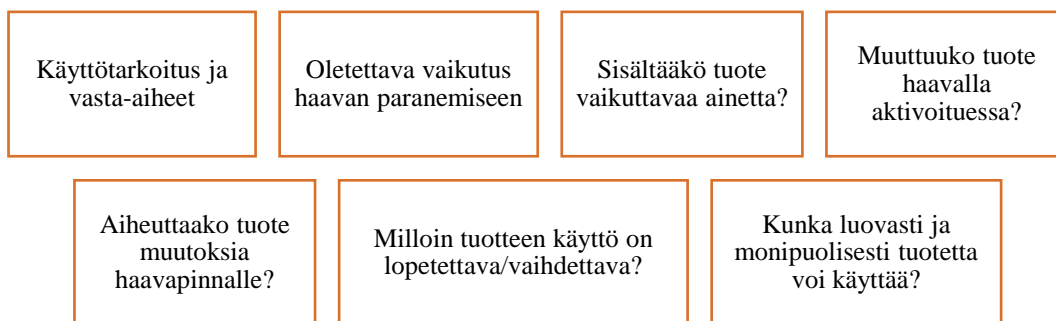 Käyttötarkoitus ja
vasta-aiheet
Oletettava vaikutus
haavan paranemiseen
Sisältääkö tuote
vaikuttavaa ainetta?
Muuttuuko tuote
haavalla
aktivoituessa?
Aiheuttaako tuote
muutoksia
haavapinnalle?
Milloin tuotteen käyttö on
lopetettava/vaihdettava?
Kunka luovasti ja
monipuolisesti tuotetta
voi käyttää?